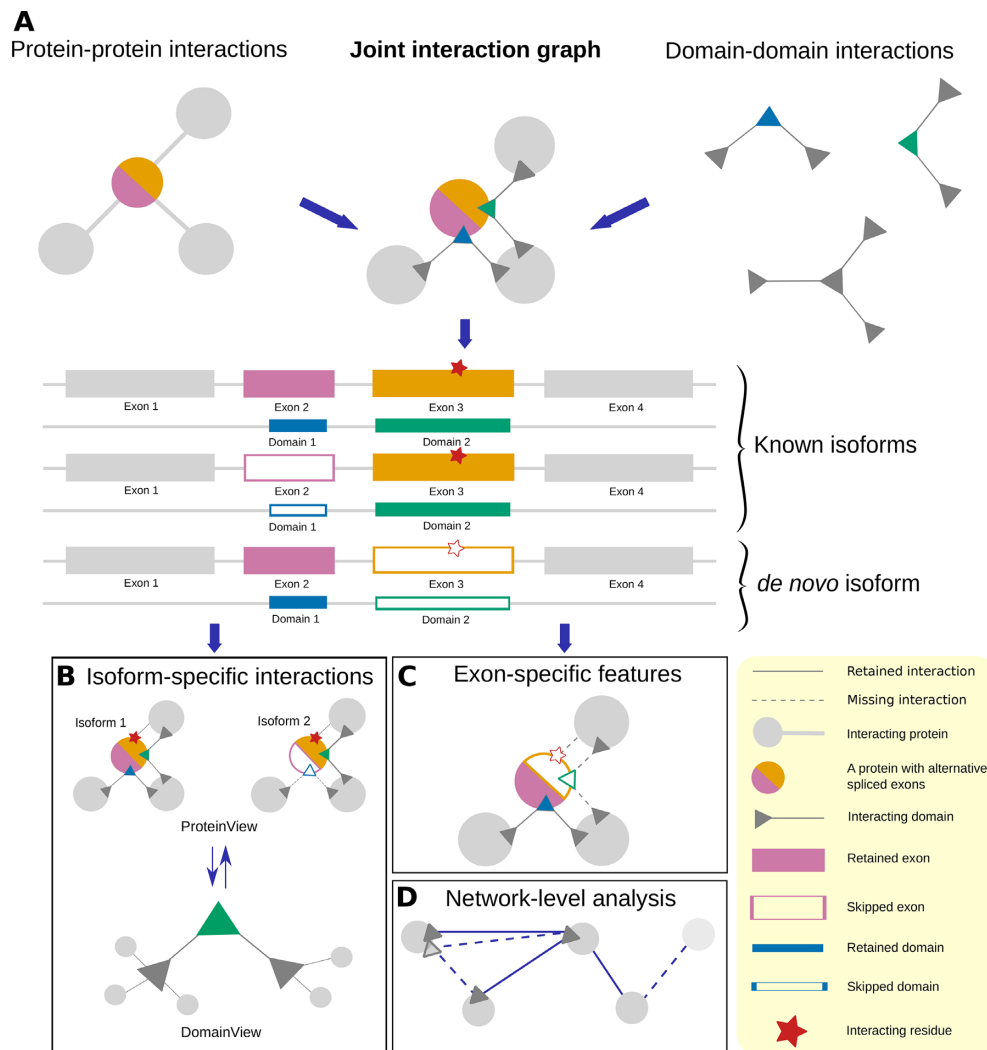 A
Protein-protein interactions
Joint interaction graph
Domain-domain interactions
Exon 1
Exon 2
Exon 3
Exon 4
Domain 1
Domain 2
Exon 1
Exon 2
Exon 3
Exon 4
Domain 1
Domain 2
Known isoforms
Exon 1
Exon 2
Exon 3
Exon 4
Domain 1
Domain 2
de novo isoform
B Isoform-specific interactions
Isoform 1
Isoform 2
ProteinView
DomainView
C Exon-specific features
D Network-level analysis
Retained interaction
Missing interaction
Interacting protein
A protein with alternative
spliced exons
Interacting domain
Retained exon
Skipped exon
Retained domain
Skipped domain
Interacting residue